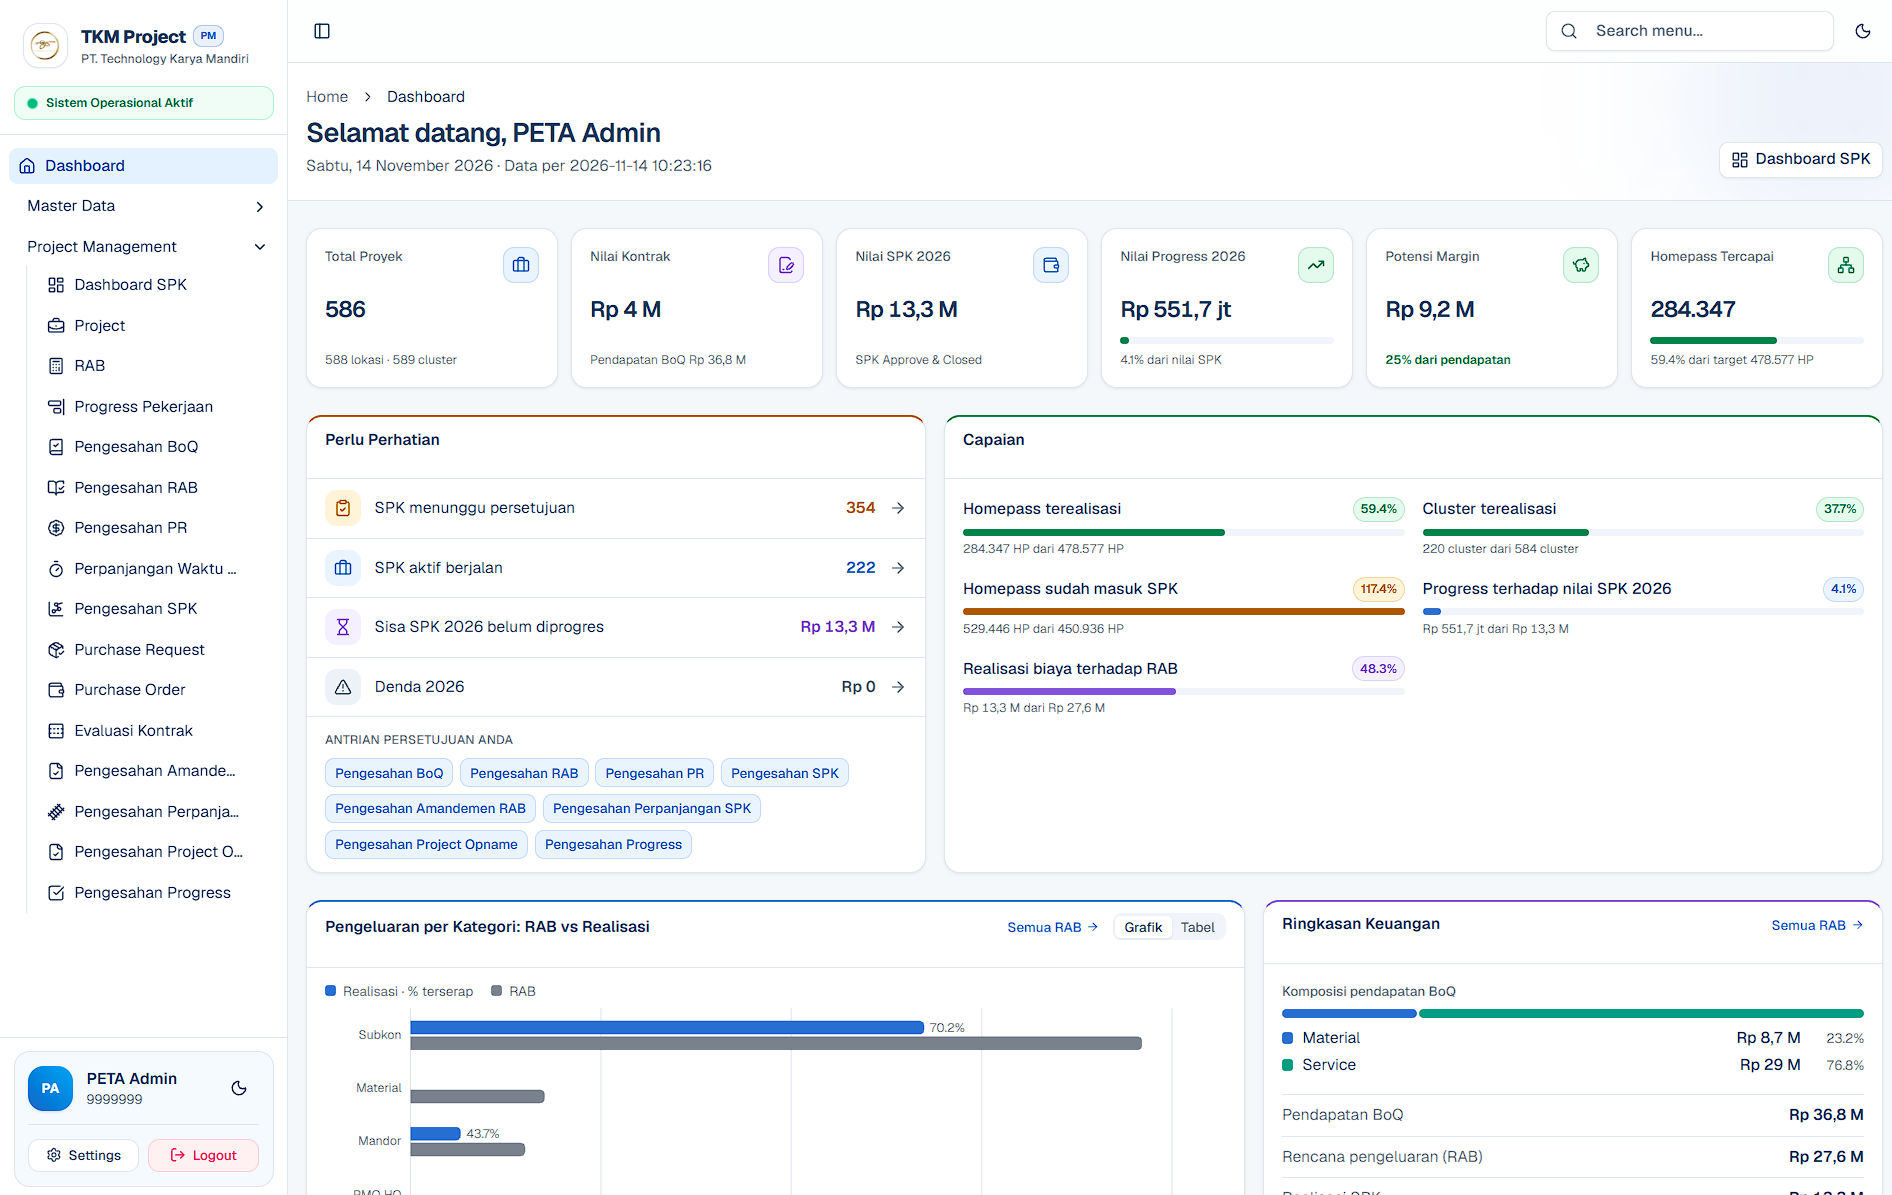 TKM Project PM
PT. Technology Karya Mandiri
Sistem Operasional Aktif
Dashboard
Master Data
Project Management
Dashboard SPK
Project
RAB
Progress Pekerjaan
Pengesahan BoQ
Pengesahan RAB
Pengesahan PR
Perpanjangan Waktu ...
Pengesahan SPK
Purchase Request
Purchase Order
Evaluasi Kontrak
Pengesahan Amande...
Pengesahan Perpanja...
Pengesahan Project O...
Pengesahan Progress
PA
PETA Admin
9999999
Settings
Logout
Search menu...
Home > Dashboard
Selamat datang, PETA Admin
Sabtu, 14 November 2026 · Data per 2026-11-14 10:23:16
Dashboard SPK
Total Proyek
586
588 lokasi · 589 cluster
Nilai Kontrak
Rp 4 M
Pendapatan BoQ Rp 36,8 M
Nilai SPK 2026
Rp 13,3 M
SPK Approve & Closed
Nilai Progress 2026
Rp 551,7 jt
4.1% dari nilai SPK
Potensi Margin
Rp 9,2 M
25% dari pendapatan
Homepass Tercapai
284.347
59.4% dari target 478.577 HP
Perlu Perhatian
SPK menunggu persetujuan 354
SPK aktif berjalan 222
Sisa SPK 2026 belum diprogres Rp 13,3 M
Denda 2026 Rp 0
ANTRIAN PERSETUJUAN ANDA
Pengesahan BoQ Pengesahan RAB Pengesahan PR Pengesahan SPK
Pengesahan Amandemen RAB Pengesahan Perpanjangan SPK
Pengesahan Project Opname Pengesahan Progress
Capaian
Homepass terealisasi 59.4%
284.347 HP dari 478.577 HP
Cluster terealisasi 37.7%
220 cluster dari 584 cluster
Homepass sudah masuk SPK 117.4%
529.446 HP dari 450.936 HP
Progress terhadap nilai SPK 2026 4.1%
Rp 551,7 jt dari Rp 13,3 M
Realisasi biaya terhadap RAB 48.3%
Rp 13,3 M dari Rp 27,6 M
Pengeluaran per Kategori: RAB vs Realisasi
Semua RAB →
Grafik Tabel
Realisasi · % terserap RAB
Subkon 70.2%
Material
Mandor 43.7%
PMO HO
Ringkasan Keuangan
Semua RAB →
Komposisi pendapatan BoQ
Material Rp 8,7 M 23.2%
Service Rp 29 M 76.8%
Pendapatan BoQ Rp 36,8 M
Rencana pengeluaran (RAB) Rp 27,6 M
Realisasi SPK Rp 13,3 M